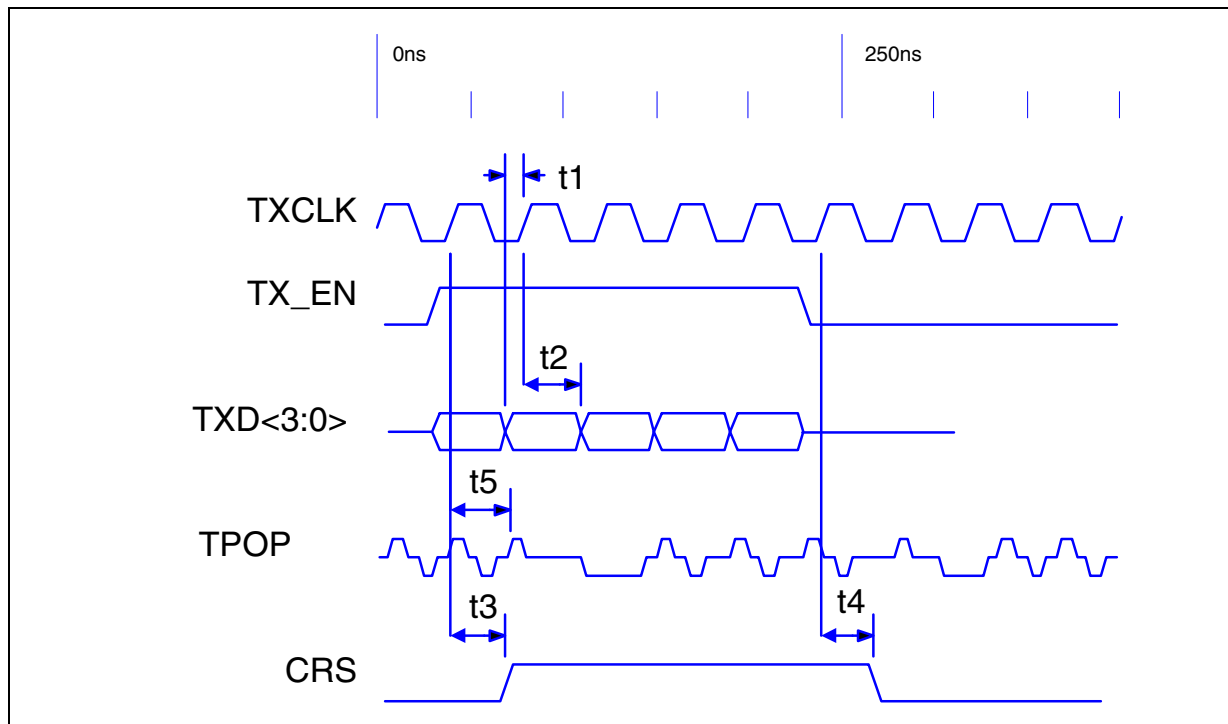 0ns 250ns
t1
TXCLK
TX_EN
t2
TXD<3:0>
t5
TPOP
t3 t4
CRS